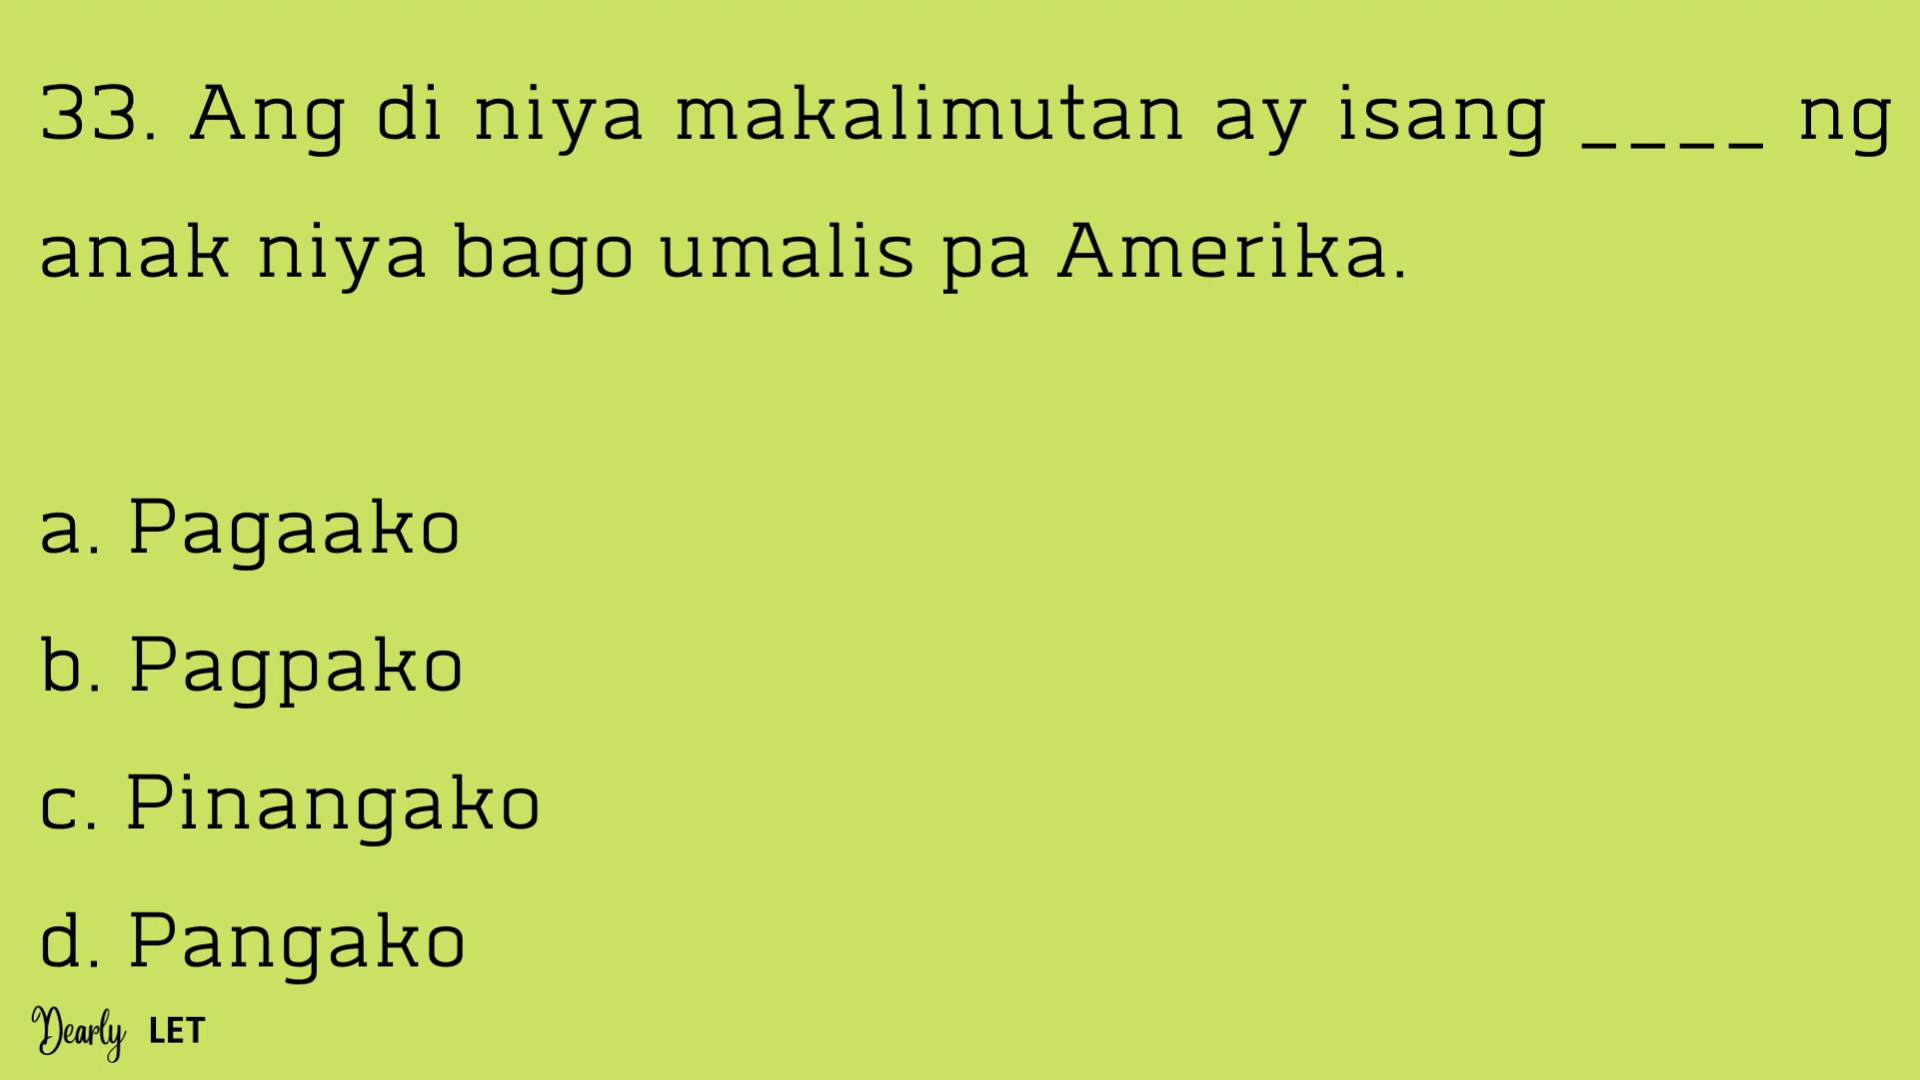 33. Ang di niya makalimutan ay isang ____ ng
anak niya bago umalis pa Amerika.
a. Pagaako
b. Pagpako
c. Pinangako
d. Pangako
Dearly LET